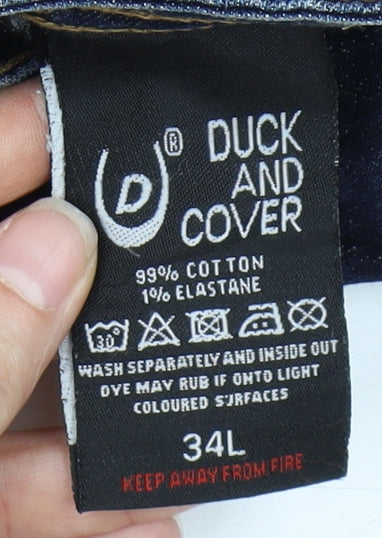 D ®
DUCK
AND
COVER
99% COTTON
1% ELASTANE
30°
WASH SEPARATELY AND INSIDE OUT
DYE MAY RUB IF ONTO LIGHT
COLOURED SURFACES
34L
KEEP AWAY FROM FIRE